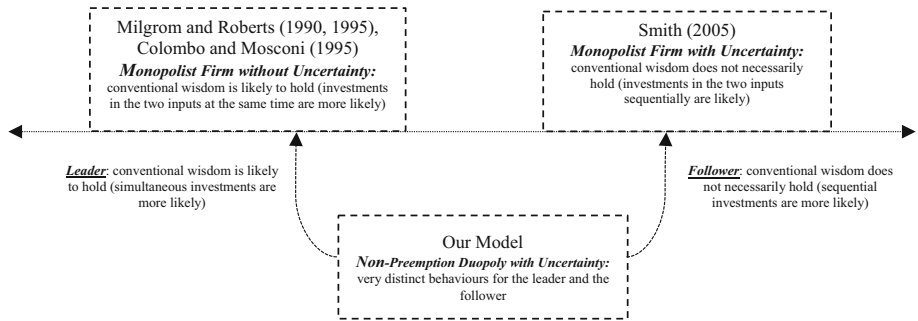 Milgrom and Roberts (1990, 1995),
Colombo and Mosconi (1995)
Monopolist Firm without Uncertainty:
conventional wisdom is likely to hold (investments
in the two inputs at the same time are more likely)
Smith (2005)
Monopolist Firm with Uncertainty:
conventional wisdom does not necessarily
hold (investments in the two inputs
sequentially are likely)
Leader: conventional wisdom is likely
to hold (simultaneous investments are
more likely)
Follower: conventional wisdom does
not necessarily hold (sequential
investments are more likely)
Our Model
Non-Preemption Duopoly with Uncertainty:
very distinct behaviours for the leader and the
follower